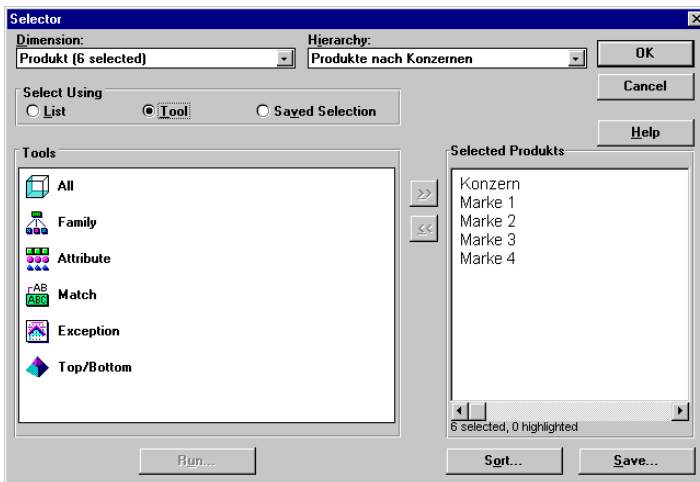 Selector
Dimension:
Hierarchy:
Produkt (6 selected)
Produkte nach Konzernen
OK
Cancel
Help
Select Using
List
Tool
Saved Selection
Tools
All
Family
Attribute
AB
ABC
Match
Exception
Top/Bottom
>>
<<
Selected Produkts
Konzern
Marke 1
Marke 2
Marke 3
Marke 4
6 selected, 0 highlighted
Run...
Sort...
Save...